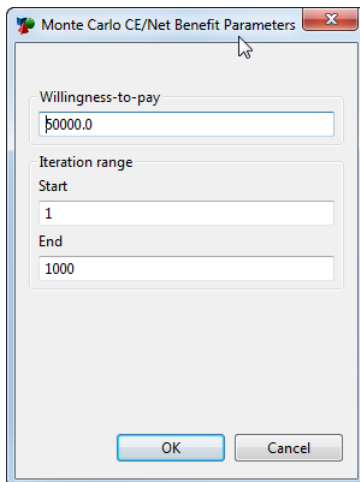 Monte Carlo CE/Net Benefit Parameters
Willingness-to-pay
50000.0
Iteration range
Start
1
End
1000
OK Cancel